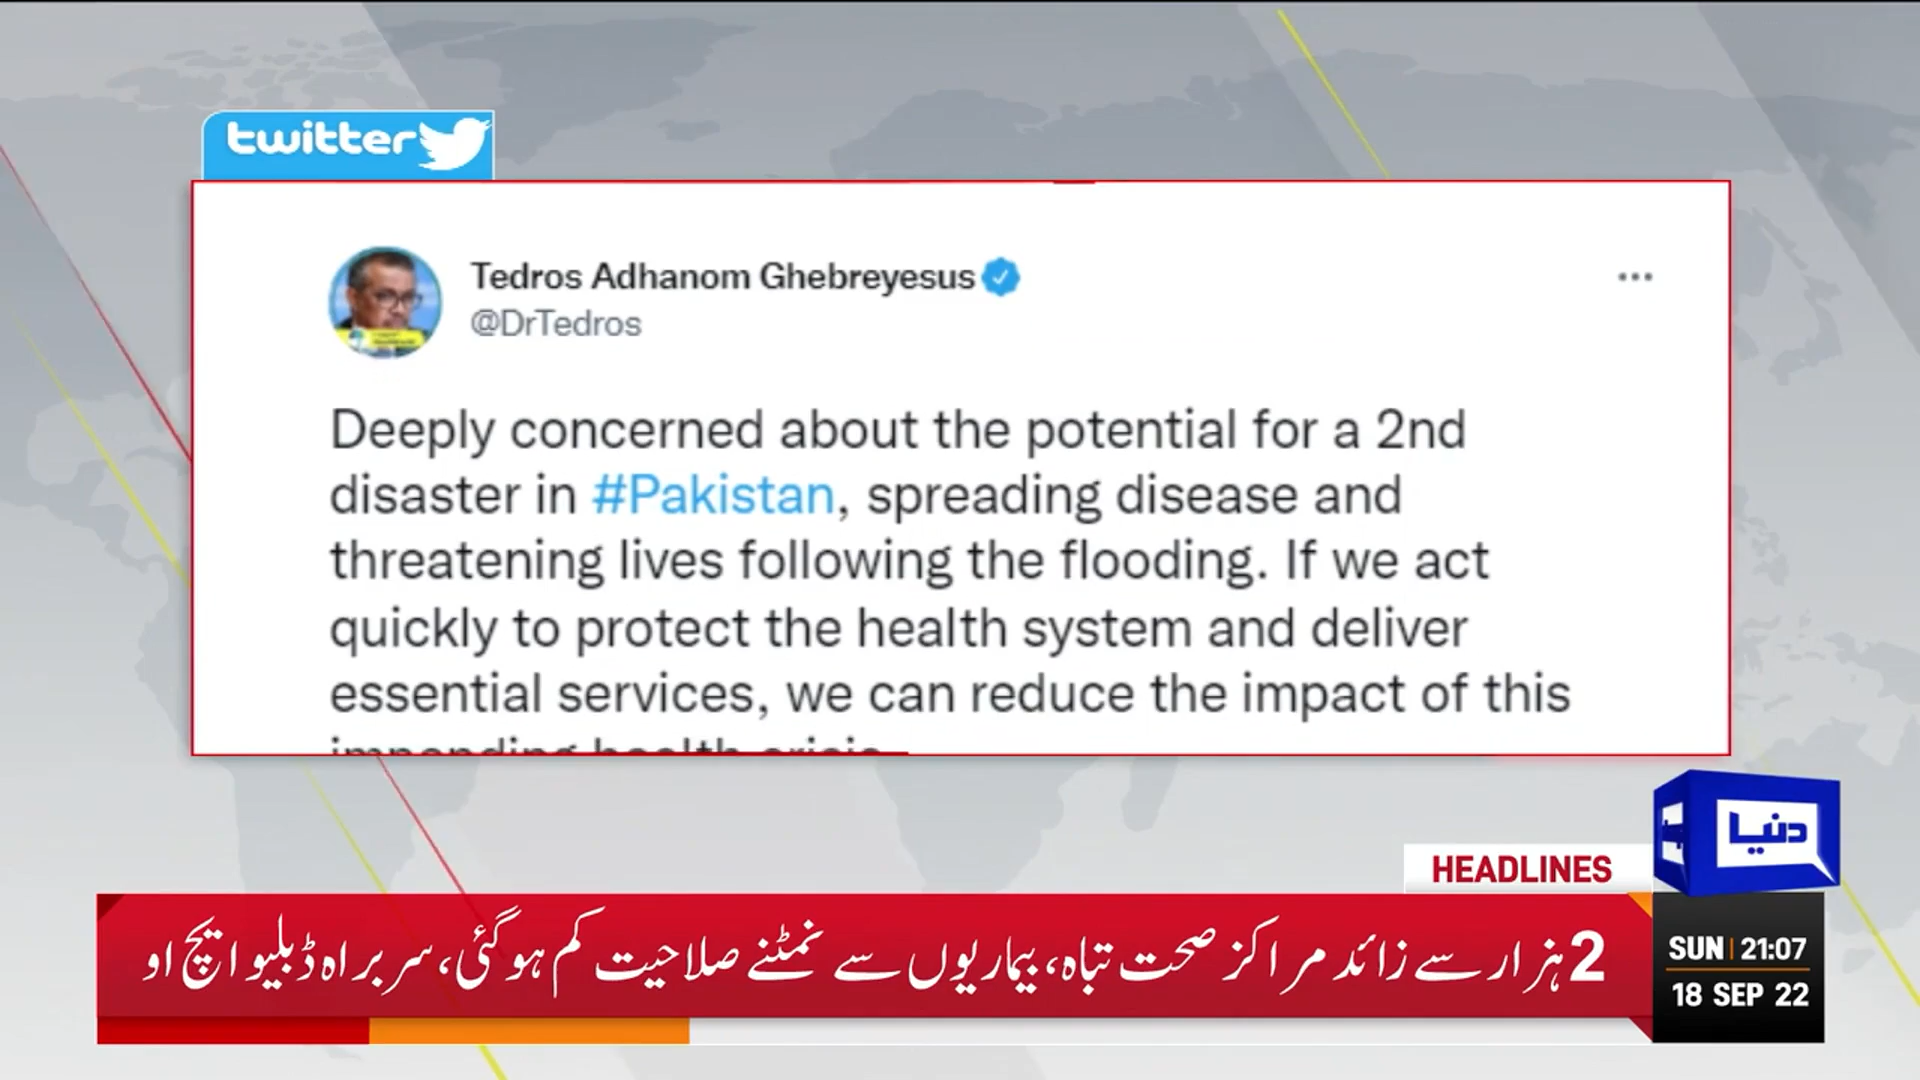 twitter
Tedros Adhanom Ghebreyesus
@DrTedros
Deeply concerned about the potential for a 2nd
disaster in #Pakistan, spreading disease and
threatening lives following the flooding. If we act
quickly to protect the health system and deliver
essential services, we can reduce the impact of this
impending health crisis
دنیا
HEADLINES
2 ہزار سے زائد مراکز صحت تباہ، بیماریوں سے نمٹنے صلاحیت کم ہوگئی، سربراہ ڈبلیو ایچ او
SUN 21:07
18 SEP 22